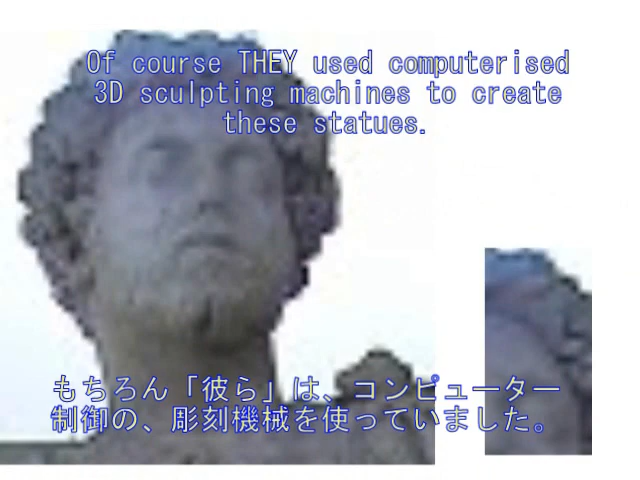 Of course THEY used computerised
3D sculpting machines to create
these statues.
もちろん「彼ら」は、コンピューター
制御の、彫刻機械を使っていました。